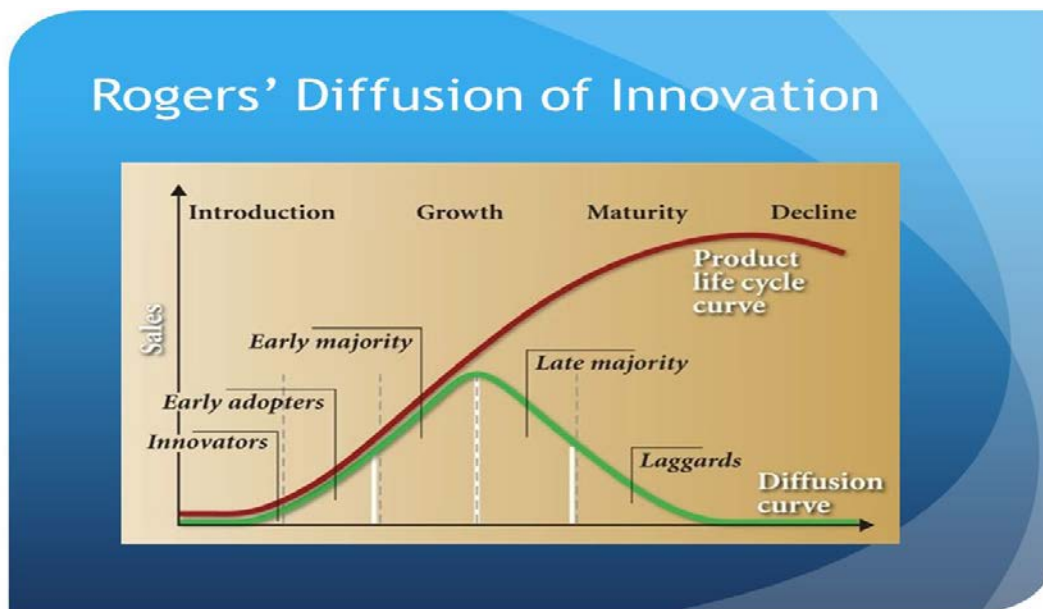 Rogers’ Diffusion of Innovation
Introduction Growth Maturity Decline
Product
life cycle
curve
Sales
Early majority
Late majority
Early adopters
Innovators
Laggards
Diffusion
curve